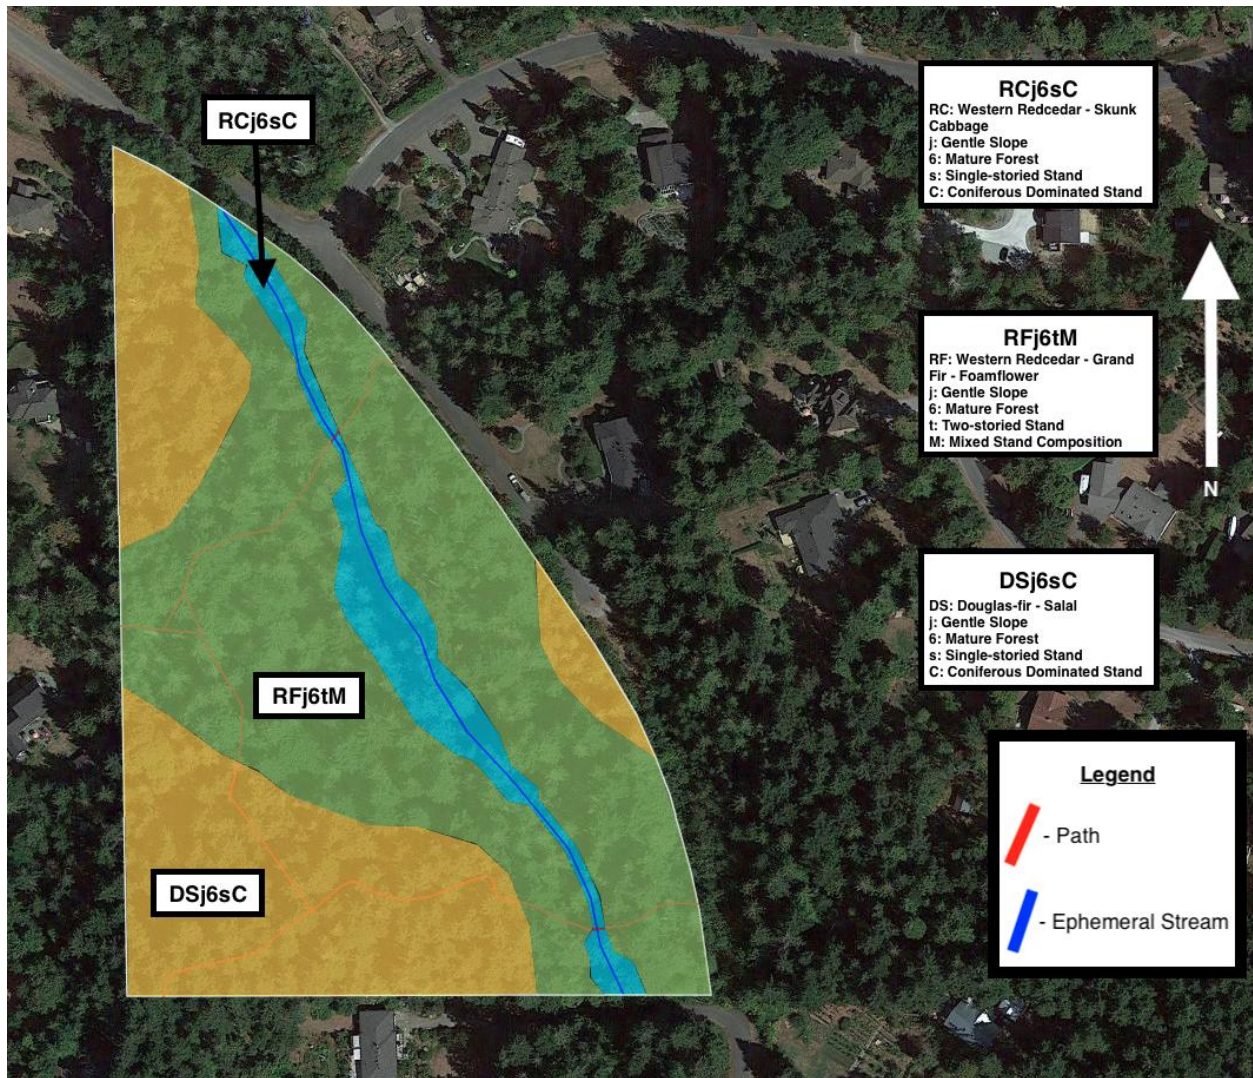 RCj6sC
RCj6sC
RC: Western Redcedar - Skunk
Cabbage
j: Gentle Slope
6: Mature Forest
s: Single-storied Stand
C: Coniferous Dominated Stand
RFj6tM
RF: Western Redcedar - Grand
Fir - Foamflower
j: Gentle Slope
6: Mature Forest
t: Two-storied Stand
M: Mixed Stand Composition
N
DSj6sC
DS: Douglas-fir - Salal
j: Gentle Slope
6: Mature Forest
s: Single-storied Stand
C: Coniferous Dominated Stand
RFj6tM
DSj6sC
Legend
- Path
- Ephemeral Stream